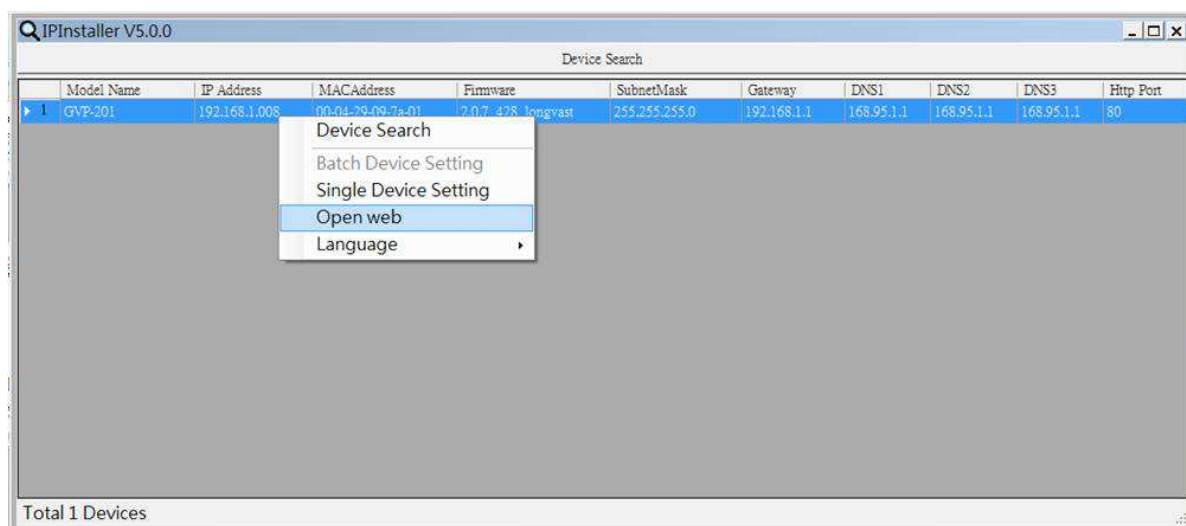 IPInstaller V5.0.0
Device Search
Model Name IP Address MACAddress Firmware SubnetMask Gateway DNS1 DNS2 DNS3 Http Port
1 GVP-201 192.168.1.008 00-04-29-09-7a-01 2.0.7_428_longvast 255.255.255.0 192.168.1.1 168.95.1.1 168.95.1.1 168.95.1.1 80
Device Search
Batch Device Setting
Single Device Setting
Open web
Language
Total 1 Devices